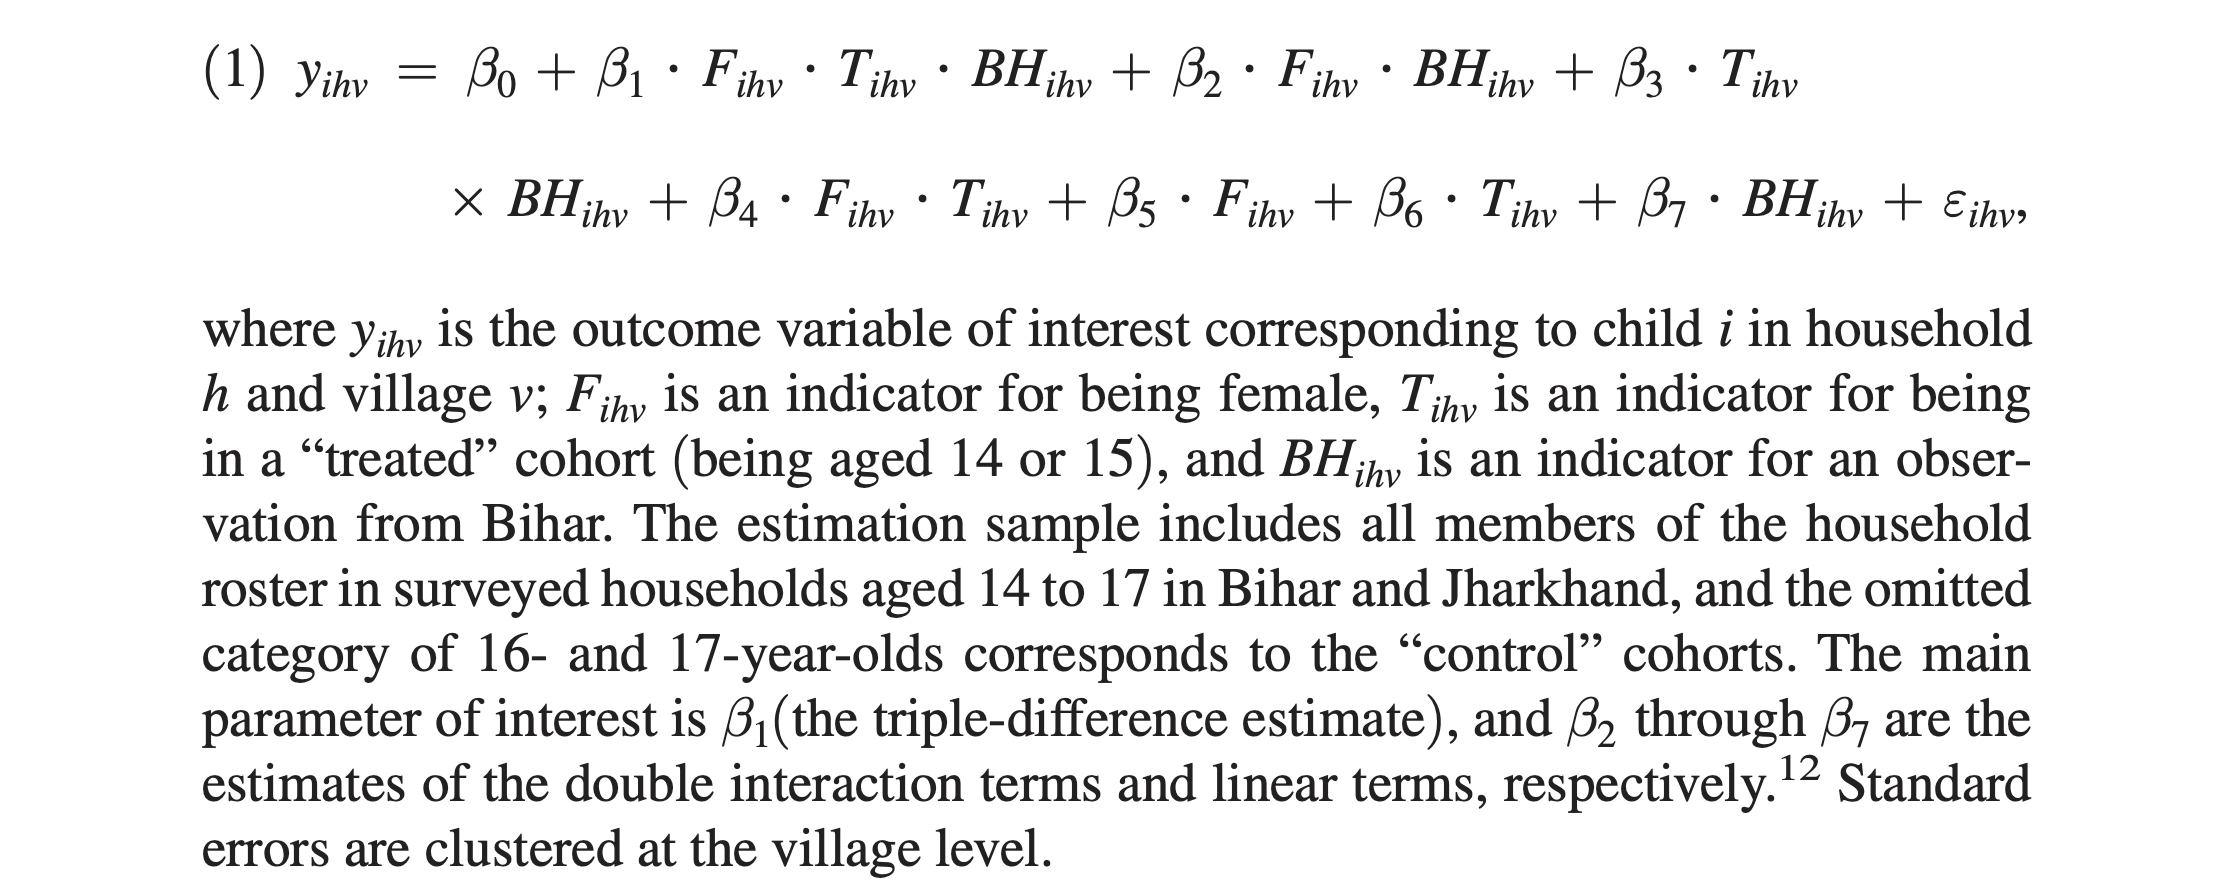 (1) y_ihv = β_0 + β_1 · F_ihv · T_ihv · BH_ihv + β_2 · F_ihv · BH_ihv + β_3 · T_ihv
× BH_ihv + β_4 · F_ihv · T_ihv + β_5 · F_ihv + β_6 · T_ihv + β_7 · BH_ihv + ε_ihv,
where y_ihv is the outcome variable of interest corresponding to child i in household
h and village v; F_ihv is an indicator for being female, T_ihv is an indicator for being
in a “treated” cohort (being aged 14 or 15), and BH_ihv is an indicator for an obser-
vation from Bihar. The estimation sample includes all members of the household
roster in surveyed households aged 14 to 17 in Bihar and Jharkhand, and the omitted
category of 16- and 17-year-olds corresponds to the “control” cohorts. The main
parameter of interest is β_1(the triple-difference estimate), and β_2 through β_7 are the
estimates of the double interaction terms and linear terms, respectively.^12 Standard
errors are clustered at the village level.